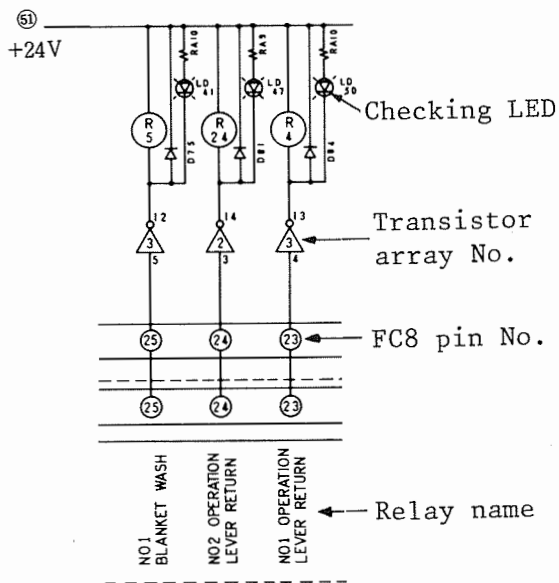 51
+24V
RA10
RA9
RA10
LD 41
LD 47
LD 50
Checking LED
R 5
R 24
R 4
D75
D81
D84
12
14
13
3
2
3
Transistor
array No.
5
3
4
25
24
23
FC8 pin No.
25
24
23
NO1
BLANKET WASH
NO2 OPERATION
LEVER RETURN
NO1 OPERATION
LEVER RETURN
Relay name